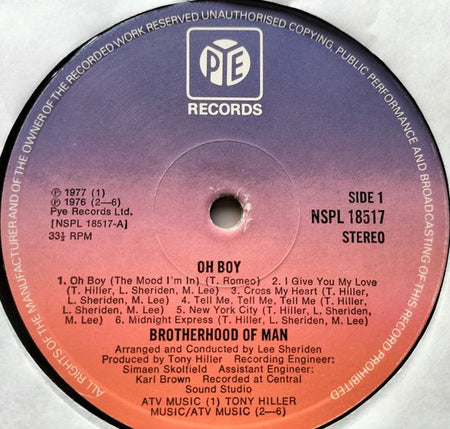 ALL RIGHTS OF THE MANUFACTURER AND OF THE OWNER OF THE RECORDED WORK RESERVED UNAUTHORISED COPYING, PUBLIC PERFORMANCE AND BROADCASTING OF THIS RECORD PROHIBITED
PYE
RECORDS
℗ 1977 (1)
℗ 1976 (2—6)
Pye Records Ltd.
[NSPL 18517-A]
33⅓ RPM
SIDE 1
NSPL 18517
STEREO
OH BOY
1. Oh Boy (The Mood I'm In) (T. Romeo) 2. I Give You My Love
(T. Hiller, L. Sheriden, M. Lee) 3. Cross My Heart (T. Hiller,
L. Sheriden, M. Lee) 4. Tell Me, Tell Me, Tell Me (T. Hiller,
L. Sheriden, M. Lee) 5. New York City (T. Hiller, L. Sheriden,
M. Lee) 6. Midnight Express (T. Hiller, L. Sheriden, M. Lee)
BROTHERHOOD OF MAN
Arranged and Conducted by Lee Sheriden
Produced by Tony Hiller Recording Engineer:
Simaen Skolfield Assistant Engineer:
Karl Brown Recorded at Central
Sound Studio
ATV MUSIC (1) TONY HILLER
MUSIC/ATV MUSIC (2—6)